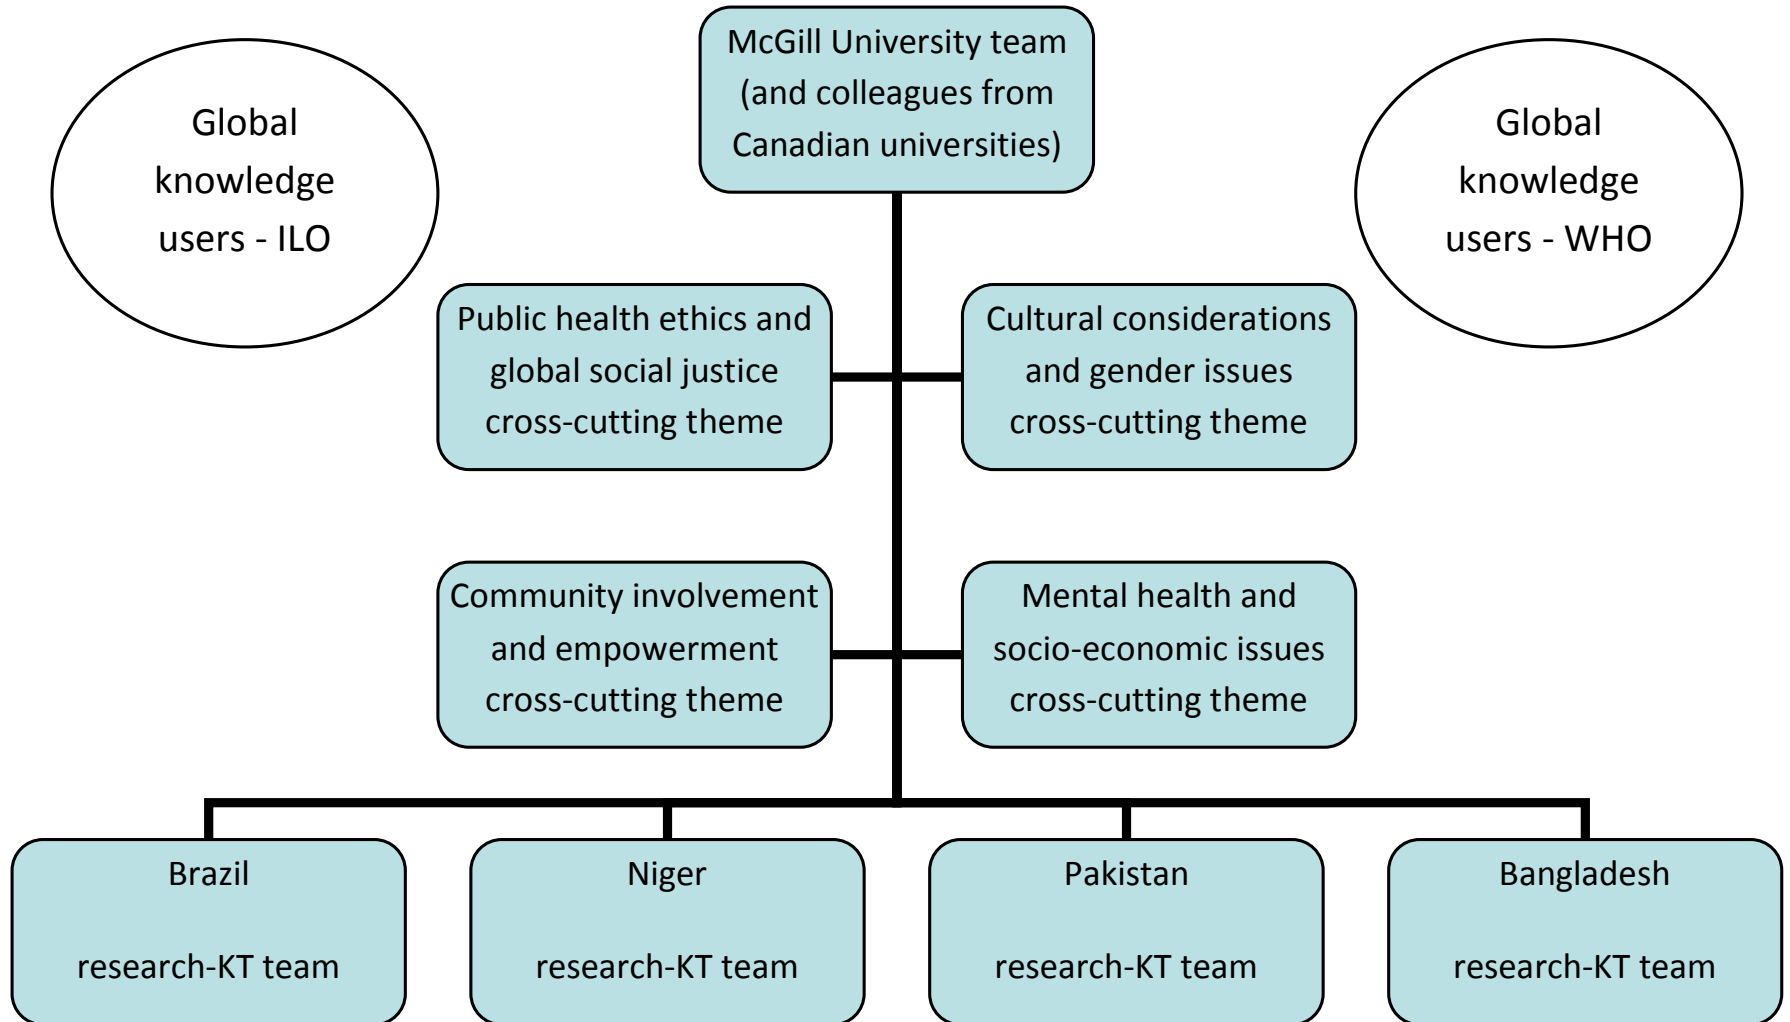 McGill University team
(and colleagues from
Canadian universities)
Global
knowledge
users - ILO
Global
knowledge
users - WHO
Public health ethics and
global social justice
cross-cutting theme
Cultural considerations
and gender issues
cross-cutting theme
Community involvement
and empowerment
cross-cutting theme
Mental health and
socio-economic issues
cross-cutting theme
Brazil
research-KT team
Niger
research-KT team
Pakistan
research-KT team
Bangladesh
research-KT team